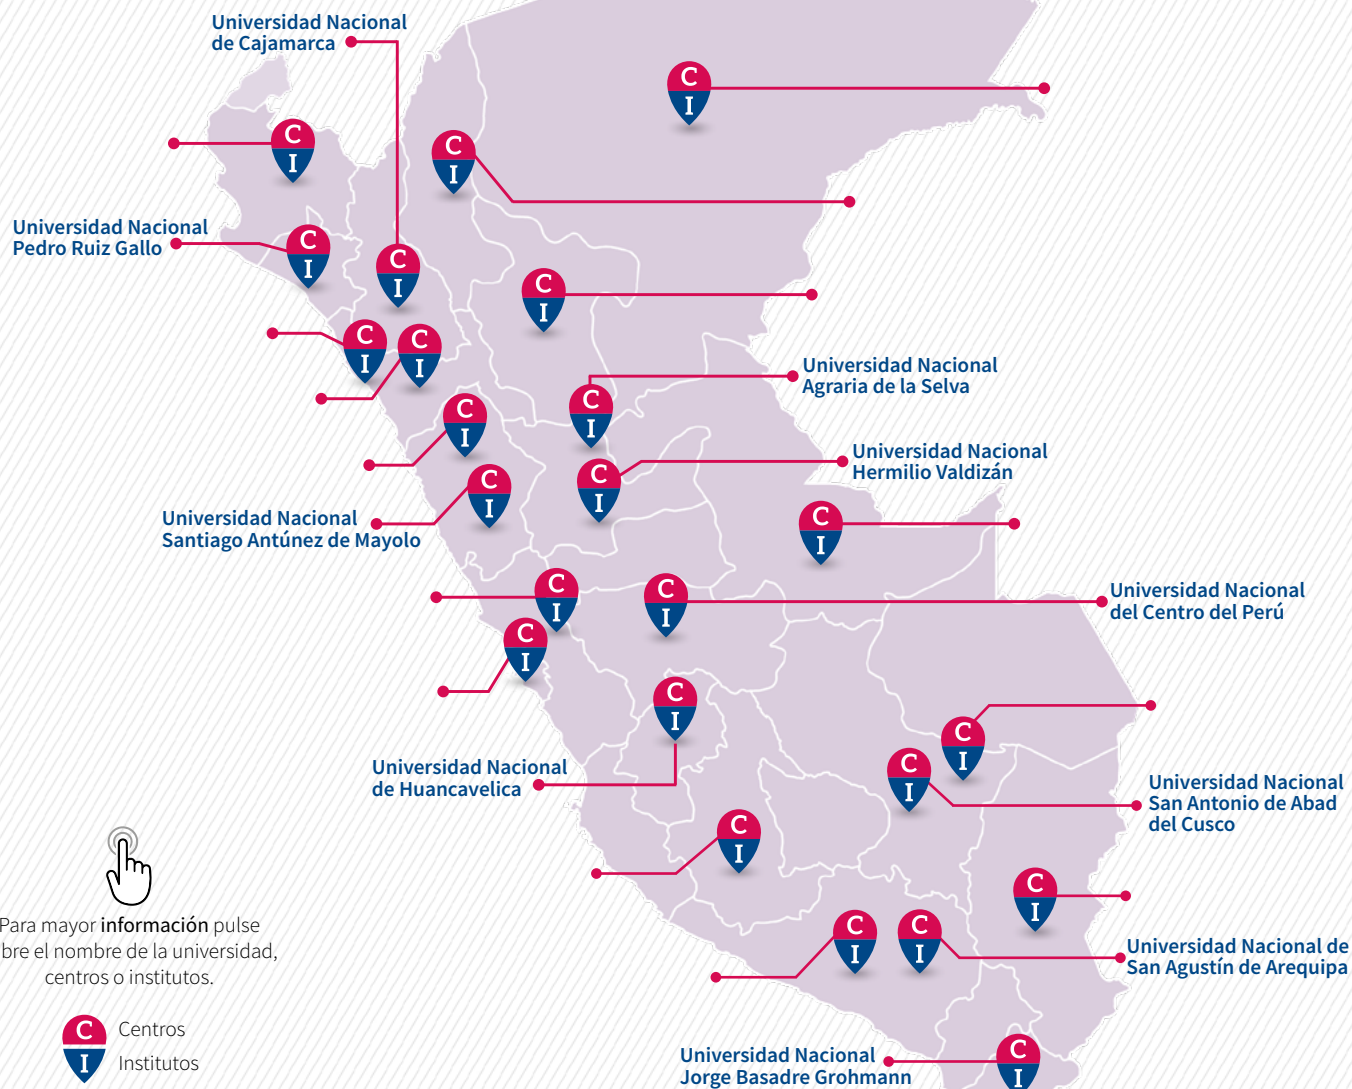 Universidad Nacional
de Cajamarca
C
I
C
I
C
I
Universidad Nacional
Pedro Ruiz Gallo
C
I
C
I
C
I
C
I
C
I
Universidad Nacional
Agraria de la Selva
C
I
C
I
Universidad Nacional
Hermilio Valdizán
C
I
C
I
Universidad Nacional
Santiago Antúnez de Mayolo
C
I
C
I
C
I
Universidad Nacional
del Centro del Perú
C
I
C
I
C
I
Universidad Nacional
de Huancavelica
C
I
Universidad Nacional
San Antonio de Abad
del Cusco
C
I
C
I
C
I
C
I
Universidad Nacional de
San Agustín de Arequipa
Para mayor información pulse
bre el nombre de la universidad,
centros o institutos.
C Centros
I Institutos
Universidad Nacional
Jorge Basadre Grohmann
C
I